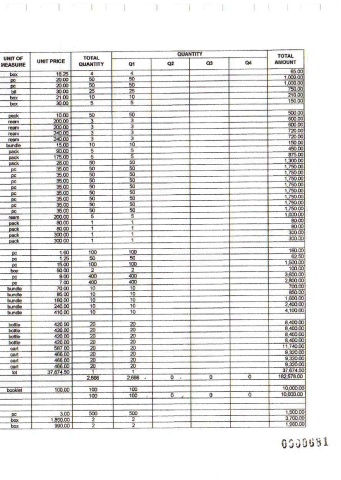 UNIT OF MEASURE UNIT PRICE TOTAL QUANTITY QUANTITY Q1 Q2 Q3 Q4 TOTAL AMOUNT
box 16.25 4 4 65.00
pc 20.00 50 50 1,000.00
pc 20.00 50 50 1,000.00
30.00 25 25 750.00
box 21.00 10 10 210.00
box 30.00 5 5 150.00
pack 10.00 50 50 500.00
ream 200.00 3 3 600.00
ream 200.00 3 3 600.00
ream 240.00 3 3 720.00
ream 240.00 3 3 720.00
bundle 15.00 10 10 150.00
pack 90.00 5 5 450.00
pack 175.00 5 5 875.00
pack 26.00 50 50 1,300.00
pc 35.00 50 50 1,750.00
pc 35.00 50 50 1,750.00
pc 35.00 50 50 1,750.00
pc 35.00 50 50 1,750.00
pc 35.00 50 50 1,750.00
pc 35.00 50 50 1,750.00
pc 35.00 50 50 1,750.00
pc 35.00 50 50 1,750.00
ream 200.00 5 5 1,000.00
pack 80.00 1 1 80.00
pack 80.00 1 1 80.00
pack 300.00 1 1 300.00
pack 300.00 1 1 300.00
pc 1.60 100 100 160.00
pc 1.25 50 50 62.50
pc 15.00 100 100 1,500.00
box 50.00 2 2 100.00
pc 9.00 400 400 3,600.00
pc 7.00 400 400 2,800.00
bundle 70.00 10 10 700.00
bundle 85.00 10 10 850.00
bundle 160.00 10 10 1,600.00
bundle 240.00 10 10 2,400.00
bundle 410.00 10 10 4,100.00
bottle 420.00 20 20 8,400.00
bottle 420.00 20 20 8,400.00
bottle 420.00 20 20 8,400.00
bottle 420.00 20 20 8,400.00
cart 587.00 20 20 11,740.00
cart 466.00 20 20 9,320.00
cart 466.00 20 20 9,320.00
cart 466.00 20 20 9,320.00
lot 37,674.50 1 1 37,674.50
2,666 2,666 0 0 0
booklet 100.00 100 100 10,000.00
100 100 0 0 0 10,000.00
pc 3.00 500 500 1,500.00
box 1,850.00 2 2 3,700.00
box 2 2
0000681